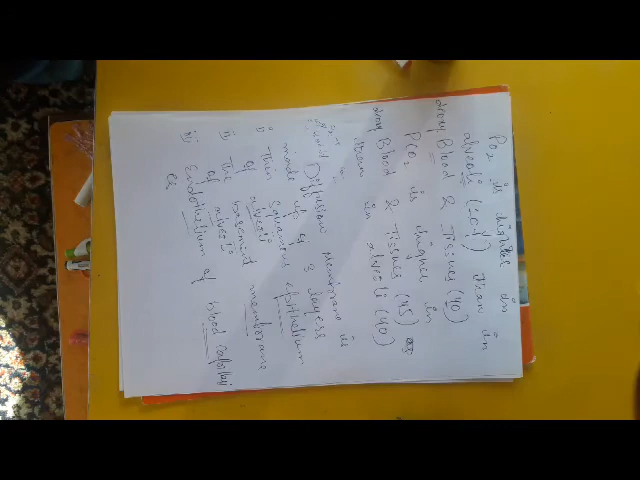 PO2 is higher in
alveoli (104) than in
deoxy Blood & Tissues (40)
PCO2 is higher in
deoxy Blood & Tissues (45)
than in alveoli (40)
Diffusion membrane is
made up of 3 layers
i) Thin squamous epithelium
of alveoli
ii) The basement membrane
of alveoli
iii) Endothelium of blood capillary